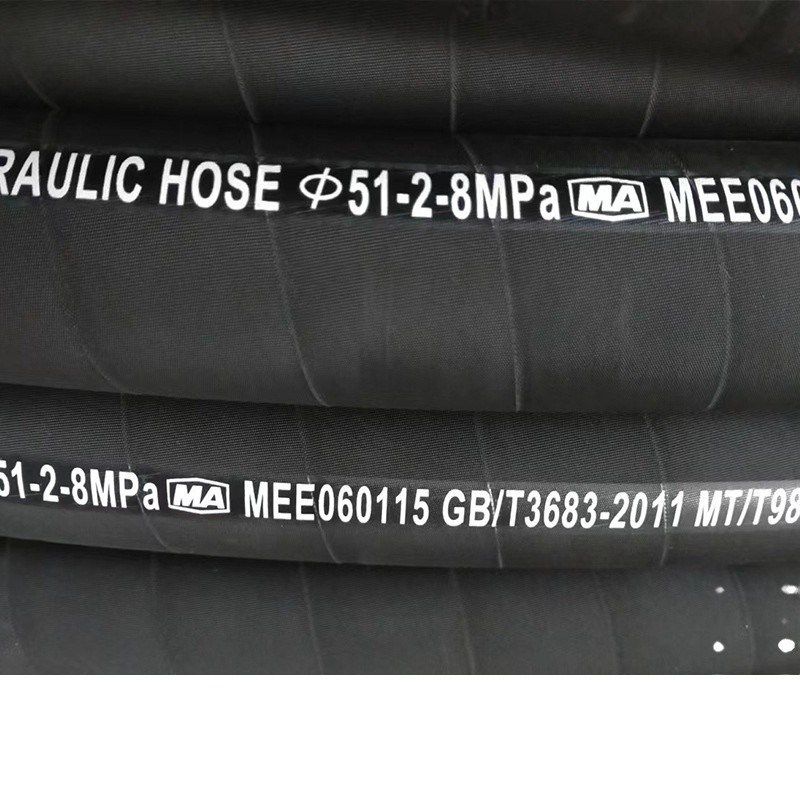 RAULIC HOSE Φ51-2-8MPa MA MEE060
51-2-8MPa MA MEE060115 GB/T3683-2011 MT/T98